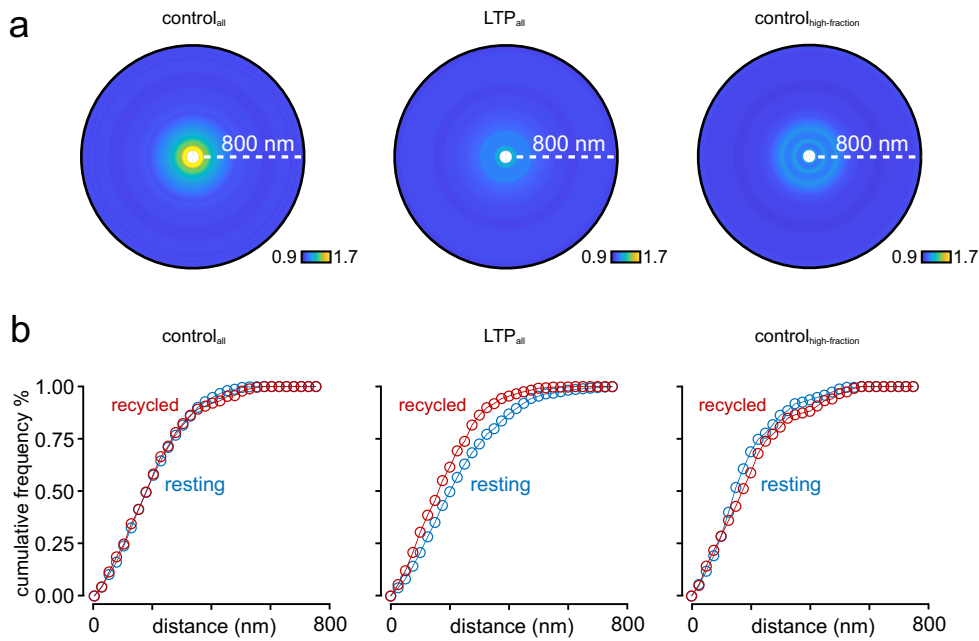 a
control_all LTP_all control_high-fraction
800 nm 800 nm 800 nm
0.9 1.7 0.9 1.7 0.9 1.7
b
control_all LTP_all control_high-fraction
cumulative frequency %
1.00
0.75
0.50
0.25
0.00
recycled
resting
0 800
distance (nm)
recycled
resting
0 800
distance (nm)
recycled
resting
0 800
distance (nm)